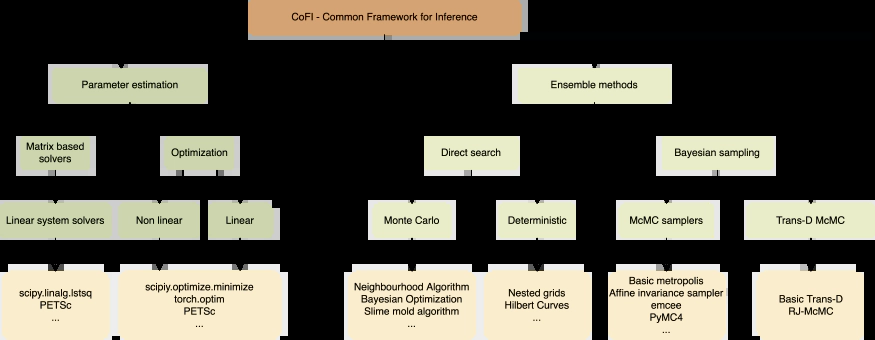 CoFI - Common Framework for Inference
Parameter estimation
Ensemble methods
Matrix based
solvers
Optimization
Direct search
Bayesian sampling
Linear system solvers
Non linear
Linear
Monte Carlo
Deterministic
McMC samplers
Trans-D McMC
scipy.linalg.lstsq
PETSc
...
scipiy.optimize.minimize
torch.optim
PETSc
...
Neighbourhood Algorithm
Bayesian Optimization
Slime mold algorithm
...
Nested grids
Hilbert Curves
...
Basic metropolis
Affine invariance sampler
emcee
PyMC4
...
Basic Trans-D
RJ-McMC